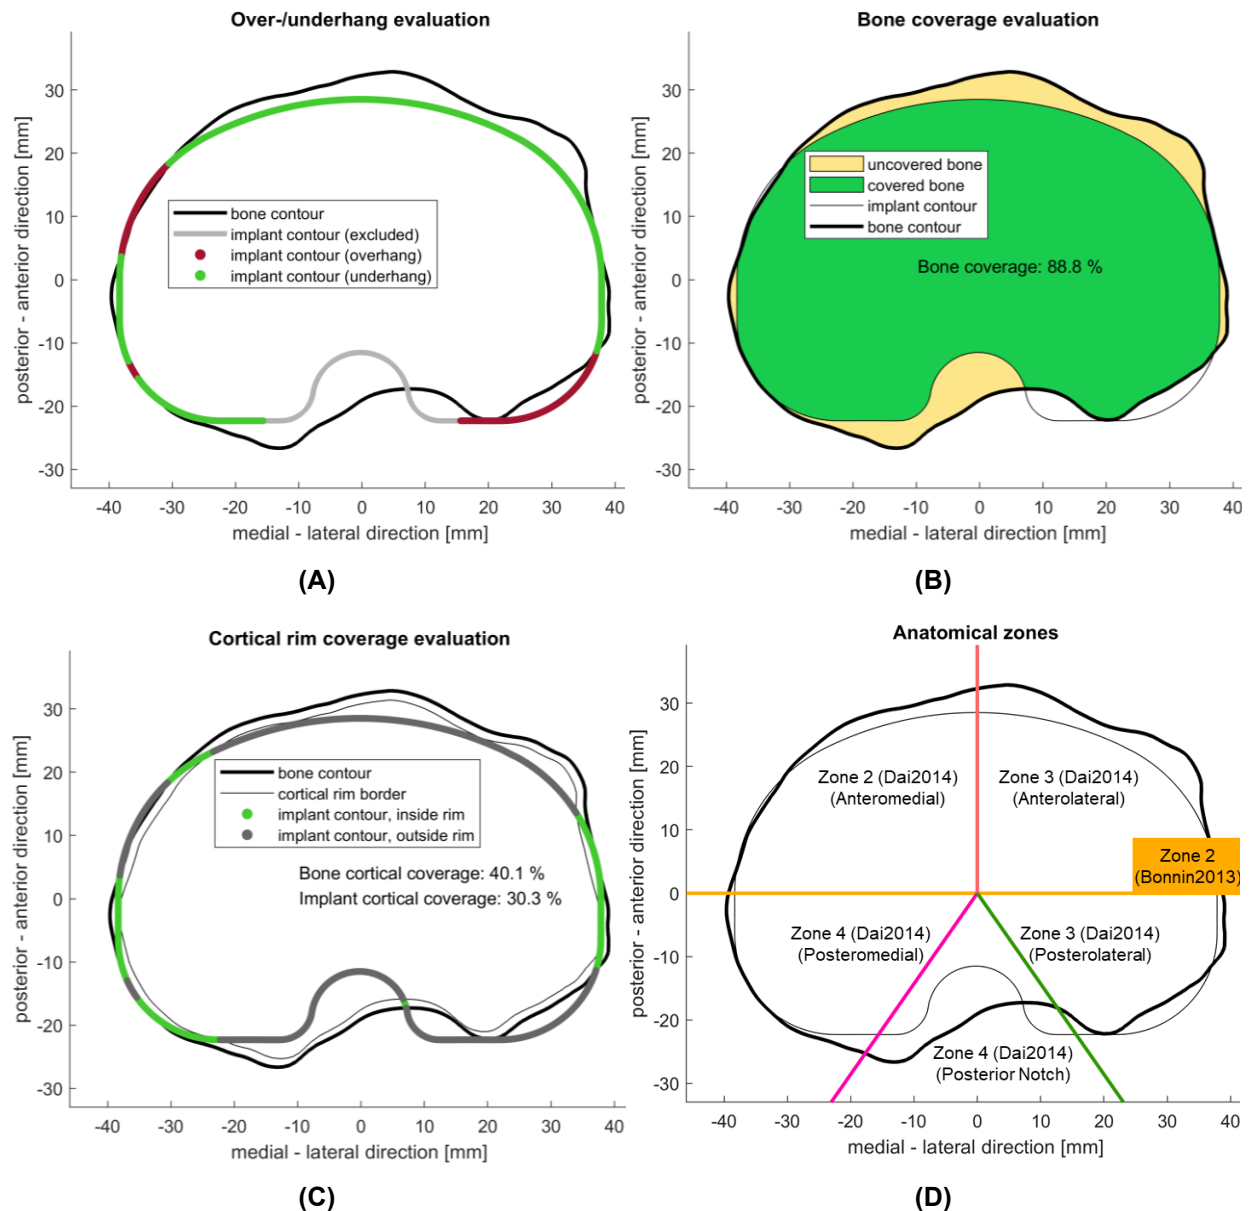 Over-/underhang evaluation
posterior - anterior direction [mm]
30
20
10
0
-10
-20
-30
bone contour
implant contour (excluded)
implant contour (overhang)
implant contour (underhang)
-40 -30 -20 -10 0 10 20 30 40
medial - lateral direction [mm]
(A)
Bone coverage evaluation
posterior - anterior direction [mm]
30
20
10
0
-10
-20
-30
uncovered bone
covered bone
implant contour
bone contour
Bone coverage: 88.8 %
-40 -30 -20 -10 0 10 20 30 40
medial - lateral direction [mm]
(B)
Cortical rim coverage evaluation
posterior - anterior direction [mm]
30
20
10
0
-10
-20
-30
bone contour
cortical rim border
implant contour, inside rim
implant contour, outside rim
Bone cortical coverage: 40.1 %
Implant cortical coverage: 30.3 %
-40 -30 -20 -10 0 10 20 30 40
medial - lateral direction [mm]
(C)
Anatomical zones
posterior - anterior direction [mm]
30
20
10
0
-10
-20
-30
Zone 2 (Dai2014)
(Anteromedial)
Zone 3 (Dai2014)
(Anterolateral)
Zone 2
(Bonnin2013)
Zone 4 (Dai2014)
(Posteromedial)
Zone 3 (Dai2014)
(Posterolateral)
Zone 4 (Dai2014)
(Posterior Notch)
-40 -30 -20 -10 0 10 20 30 40
medial - lateral direction [mm]
(D)